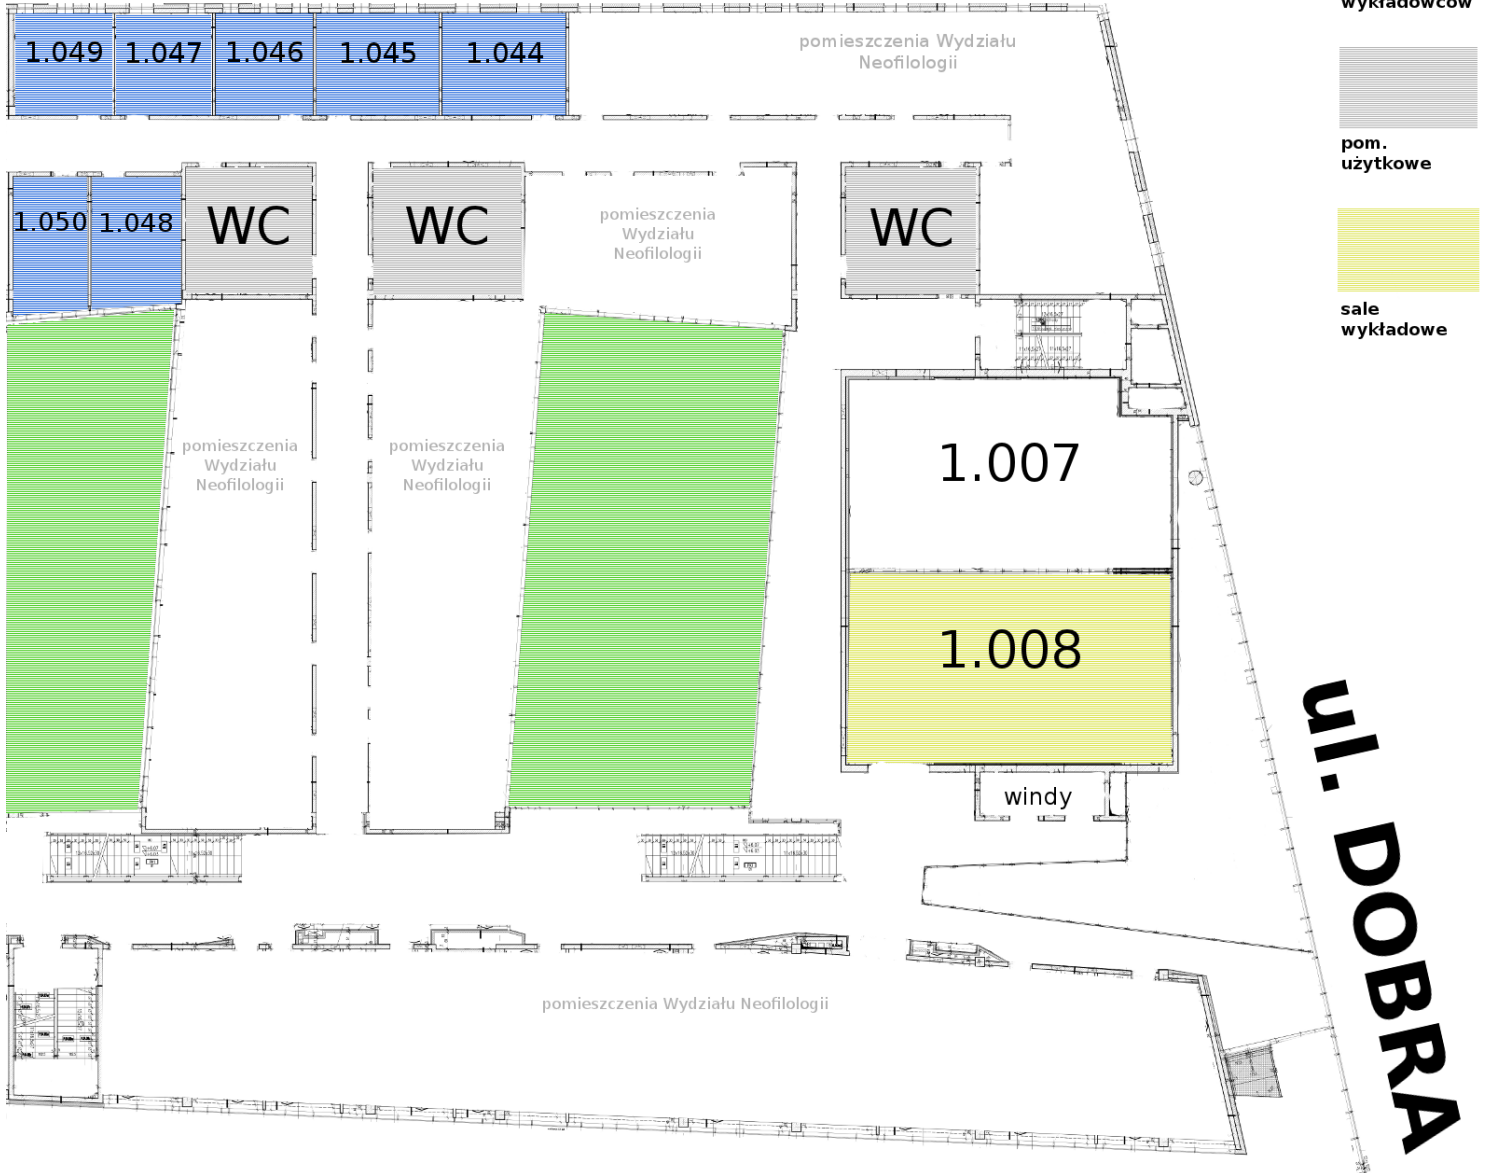 wykładowców
1.049
1.047
1.046
1.045
1.044
pomieszczenia Wydziału
Neofilologii
pom.
użytkowe
1.050
1.048
WC
WC
pomieszczenia
Wydziału
Neofilologii
WC
sale
wykładowe
pomieszczenia
Wydziału
Neofilologii
pomieszczenia
Wydziału
Neofilologii
1.007
1.008
windy
ul. DOBRA
pomieszczenia Wydziału Neofilologii